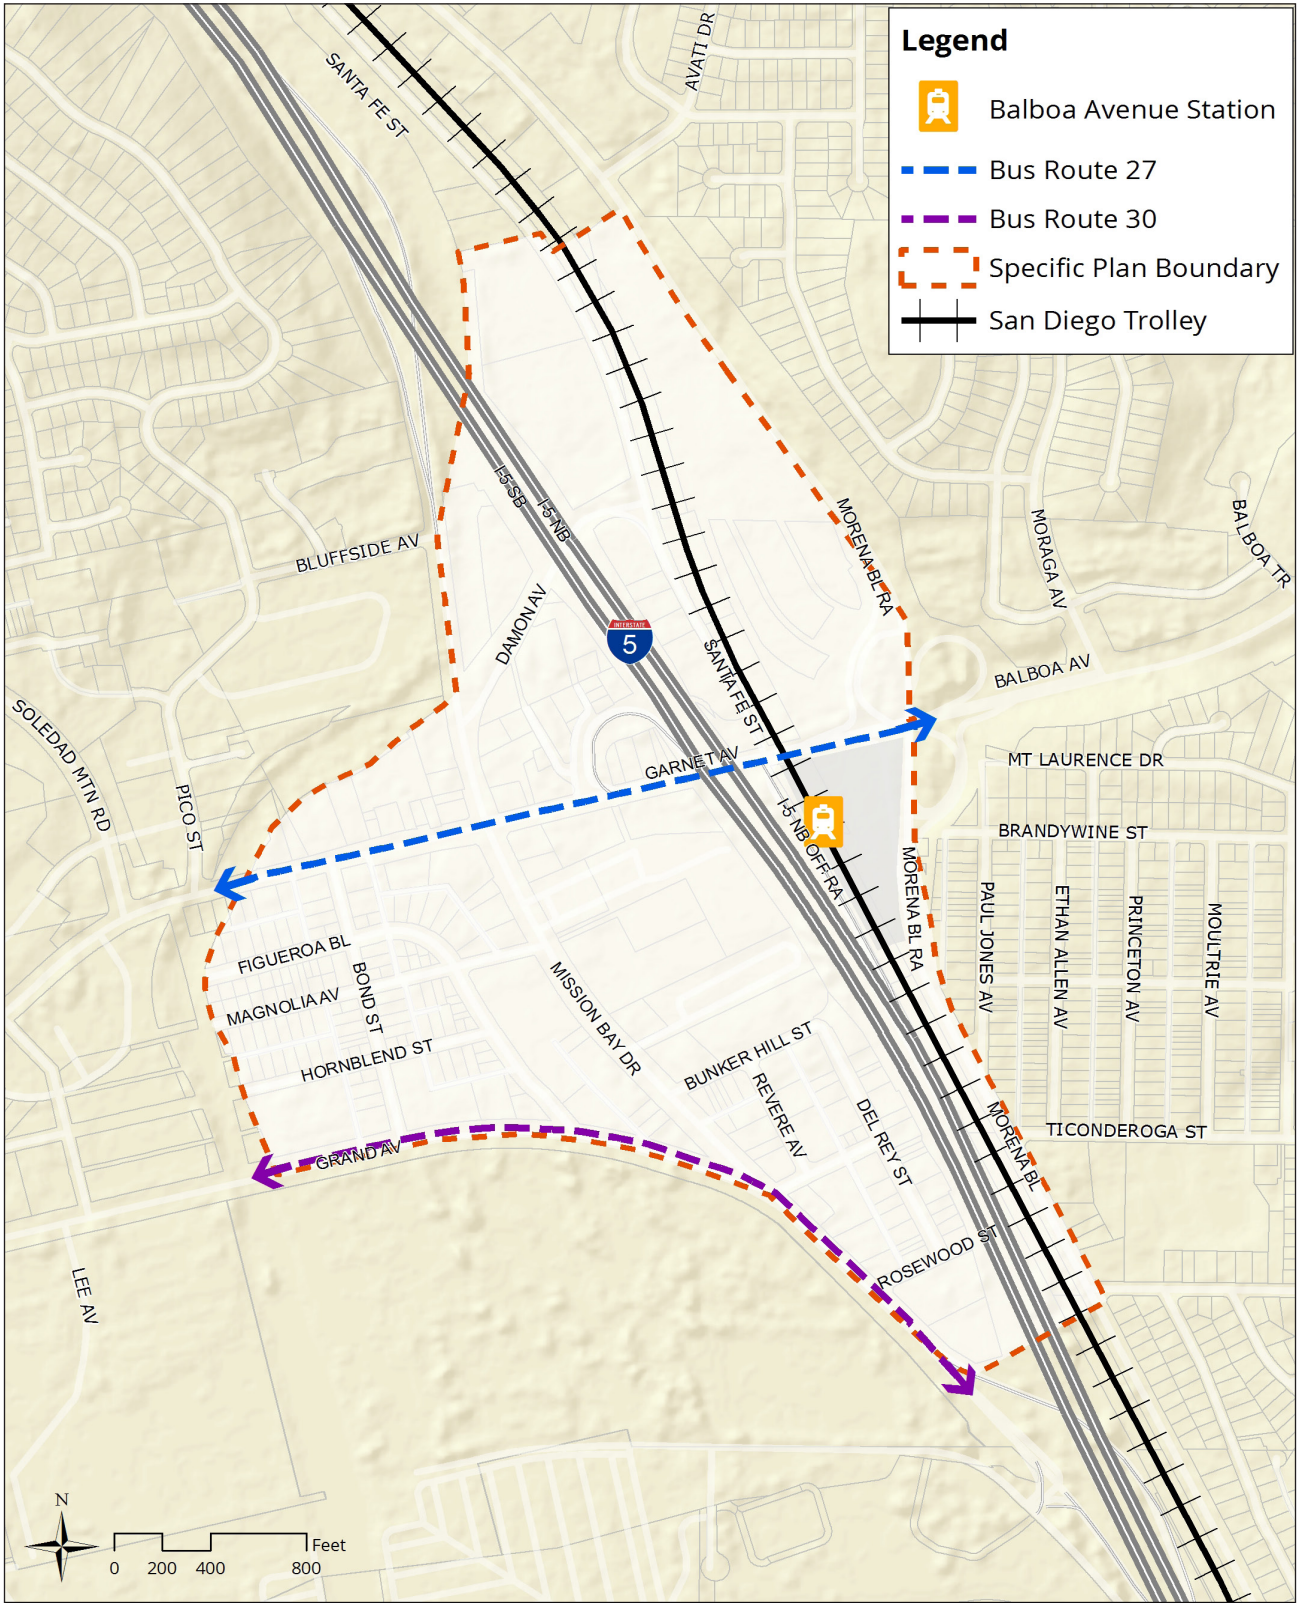 Legend
Balboa Avenue Station
Bus Route 27
Bus Route 30
Specific Plan Boundary
San Diego Trolley
SANTA FE ST
AVATI DR
I-5 SB
I-5 NB
MORENA BL RA
MORAGA AV
BALBOA TR
BLUFFSIDE AV
DAMON AV
INTERSTATE
5
SANTA FE ST
BALBOA AV
SOLEDAD MTN RD
PICO ST
GARNET AV
MT LAURENCE DR
I-5 NB OFF RA
BRANDYWINE ST
MORENA BL RA
PAUL JONES AV
ETHAN ALLEN AV
PRINCETON AV
MOULTRIE AV
FIGUEROA BL
MAGNOLIA AV
BOND ST
HORNBLEND ST
MISSION BAY DR
BUNKER HILL ST
REVERE AV
DEL REY ST
MORENA BL
TICONDEROGA ST
GRAND AV
ROSEWOOD ST
LEE AV
N
Feet
0 200 400 800